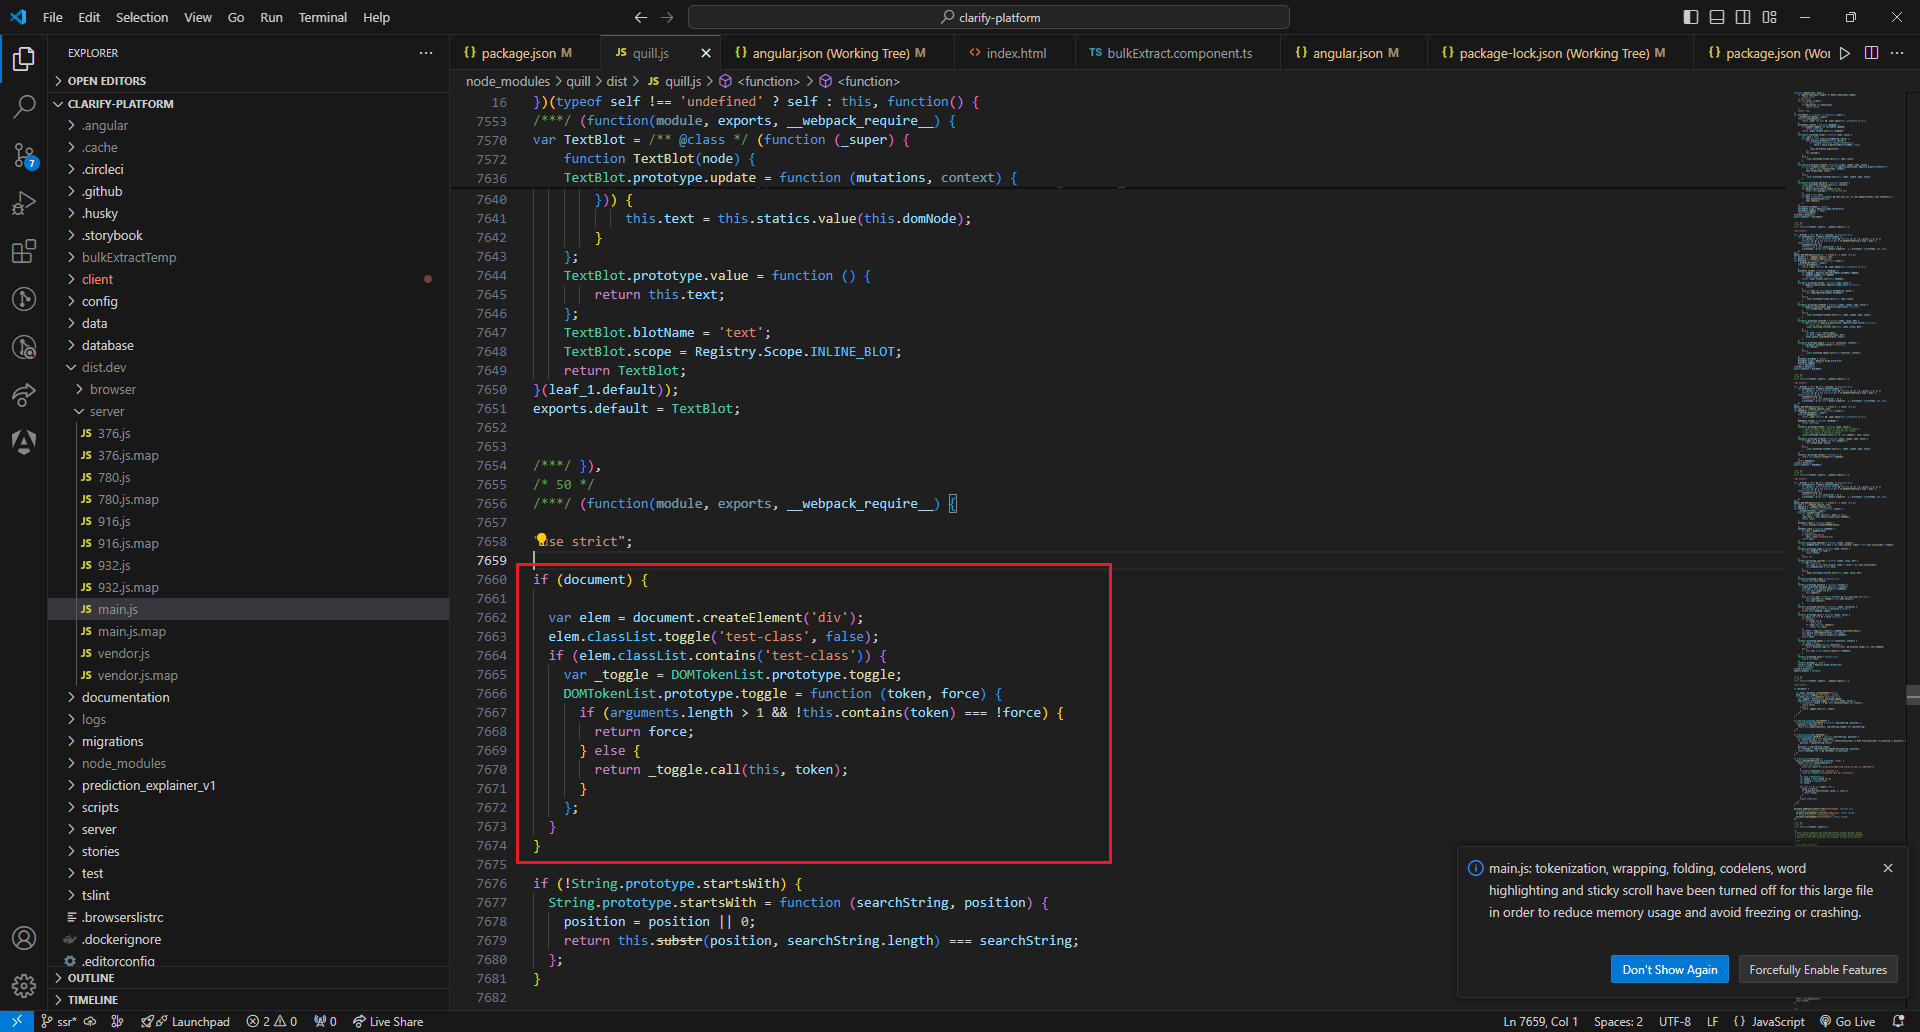 File Edit Selection View Go Run Terminal Help
clarify-platform
EXPLORER
OPEN EDITORS
CLARIFY-PLATFORM
.angular
.cache
.circleci
.github
.husky
.storybook
bulkExtractTemp
client
config
data
database
dist.dev
browser
server
JS 376.js
JS 376.js.map
JS 780.js
JS 780.js.map
JS 916.js
JS 916.js.map
JS 932.js
JS 932.js.map
JS main.js
JS main.js.map
JS vendor.js
JS vendor.js.map
documentation
logs
migrations
node_modules
prediction_explainer_v1
scripts
server
stories
test
tslint
.browserslistrc
.dockerignore
.editorconfig
OUTLINE
TIMELINE
7
{} package.json M JS quill.js {} angular.json (Working Tree) M <> index.html TS bulkExtract.component.ts {} angular.json M {} package-lock.json (Working Tree) M {} package.json (Wor
node_modules > quill > dist > JS quill.js > <function> > <function>
16 })(typeof self !== 'undefined' ? self : this, function() {
7553 /***/ (function(module, exports, __webpack_require__) {
7570 var TextBlot = /** @class */ (function (_super) {
7572 function TextBlot(node) {
7636 TextBlot.prototype.update = function (mutations, context) {
7640 })) {
7641 this.text = this.statics.value(this.domNode);
7642 }
7643 };
7644 TextBlot.prototype.value = function () {
7645 return this.text;
7646 };
7647 TextBlot.blotName = 'text';
7648 TextBlot.scope = Registry.Scope.INLINE_BLOT;
7649 return TextBlot;
7650 }(leaf_1.default));
7651 exports.default = TextBlot;
7652
7653
7654 /***/ }),
7655 /* 50 */
7656 /***/ (function(module, exports, __webpack_require__) {
7657
7658 use strict";
7659
7660 if (document) {
7661
7662 var elem = document.createElement('div');
7663 elem.classList.toggle('test-class', false);
7664 if (elem.classList.contains('test-class')) {
7665 var _toggle = DOMTokenList.prototype.toggle;
7666 DOMTokenList.prototype.toggle = function (token, force) {
7667 if (arguments.length > 1 && !this.contains(token) === !force) {
7668 return force;
7669 } else {
7670 return _toggle.call(this, token);
7671 }
7672 };
7673 }
7674 }
7675
7676 if (!String.prototype.startsWith) {
7677 String.prototype.startsWith = function (searchString, position) {
7678 position = position || 0;
7679 return this.substr(position, searchString.length) === searchString;
7680 };
7681 }
7682
main.js: tokenization, wrapping, folding, codelens, word
highlighting and sticky scroll have been turned off for this large file
in order to reduce memory usage and avoid freezing or crashing.
Don't Show Again Forcefully Enable Features
ssr* Launchpad 2 0 0 Live Share Ln 7659, Col 1 Spaces: 2 UTF-8 LF {} JavaScript Go Live